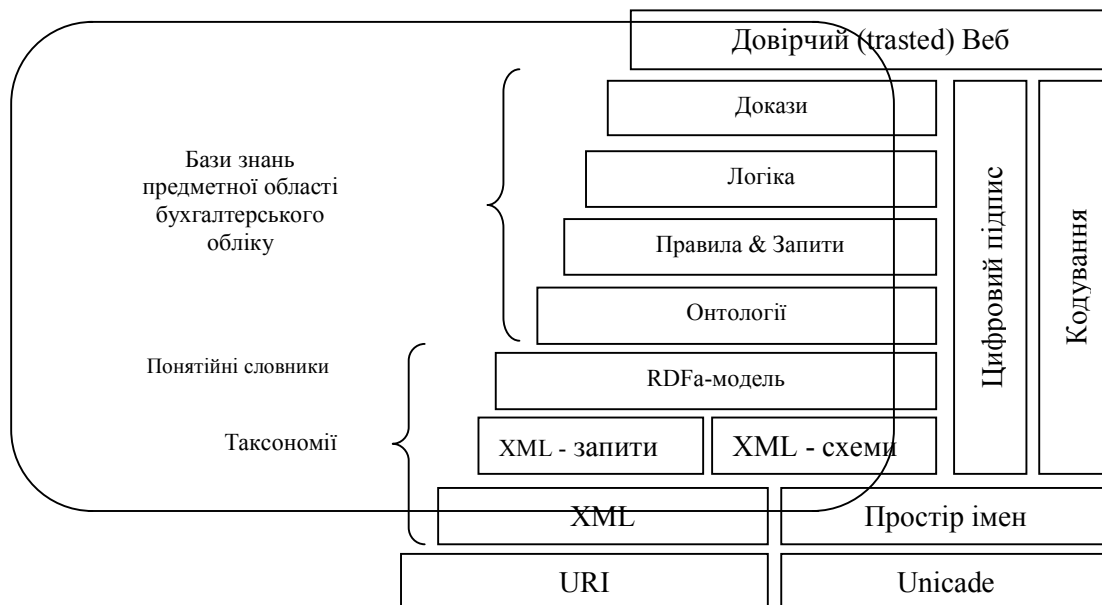 Довірчий (trasted) Веб
Докази
Бази знань
предметної області
бухгалтерського
обліку
Логіка
Правила & Запити
Онтології
Цифровий підпис
Кодування
Понятійні словники
RDFa-модель
Таксономії
XML - запити
XML - схеми
XML
Простір імен
URI
Unicade